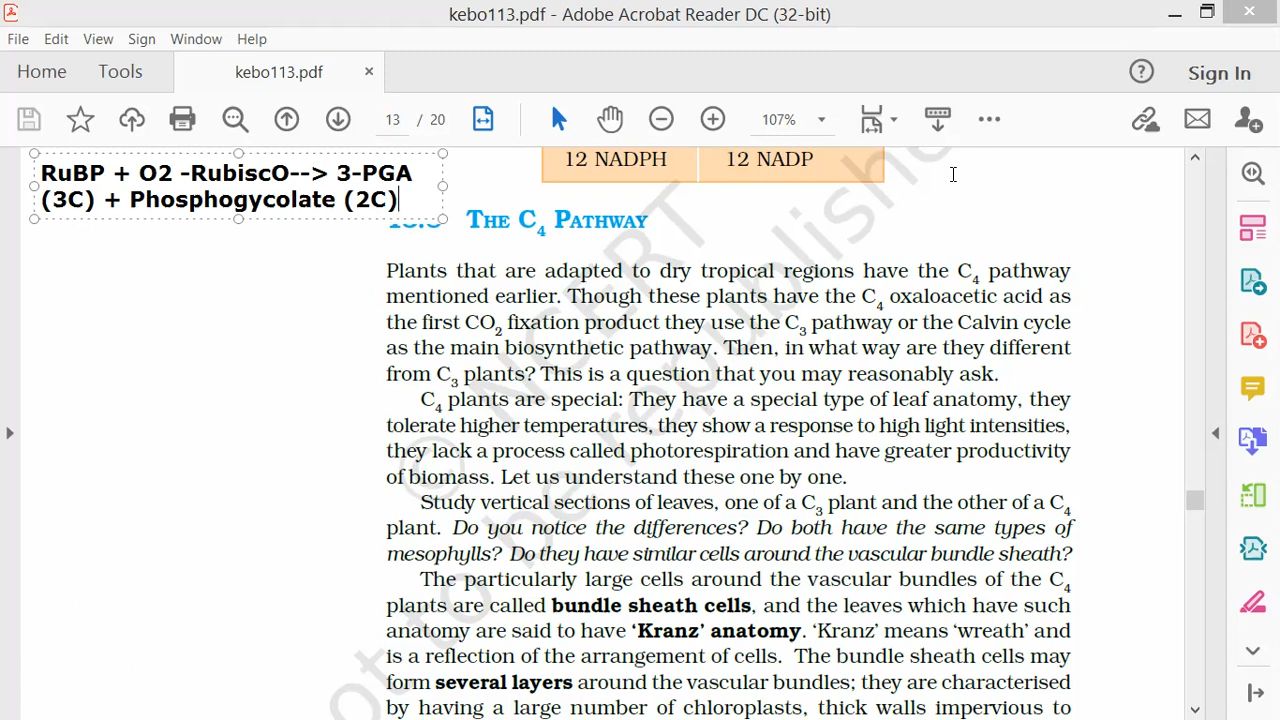 kebo113.pdf - Adobe Acrobat Reader DC (32-bit)
File Edit View Sign Window Help
Home Tools kebo113.pdf × Sign In
13 / 20 107%
12 NADPH 12 NADP
RuBP + O2 -RubiscO--> 3-PGA
(3C) + Phosphogycolate (2C)
THE C4 PATHWAY
Plants that are adapted to dry tropical regions have the C4 pathway
mentioned earlier. Though these plants have the C4 oxaloacetic acid as
the first CO2 fixation product they use the C3 pathway or the Calvin cycle
as the main biosynthetic pathway. Then, in what way are they different
from C3 plants? This is a question that you may reasonably ask.
C4 plants are special: They have a special type of leaf anatomy, they
tolerate higher temperatures, they show a response to high light intensities,
they lack a process called photorespiration and have greater productivity
of biomass. Let us understand these one by one.
Study vertical sections of leaves, one of a C3 plant and the other of a C4
plant. Do you notice the differences? Do both have the same types of
mesophylls? Do they have similar cells around the vascular bundle sheath?
The particularly large cells around the vascular bundles of the C4
plants are called bundle sheath cells, and the leaves which have such
anatomy are said to have ‘Kranz’ anatomy. ‘Kranz’ means ‘wreath’ and
is a reflection of the arrangement of cells. The bundle sheath cells may
form several layers around the vascular bundles; they are characterised
by having a large number of chloroplasts, thick walls impervious to
© NCERT
not to be republished